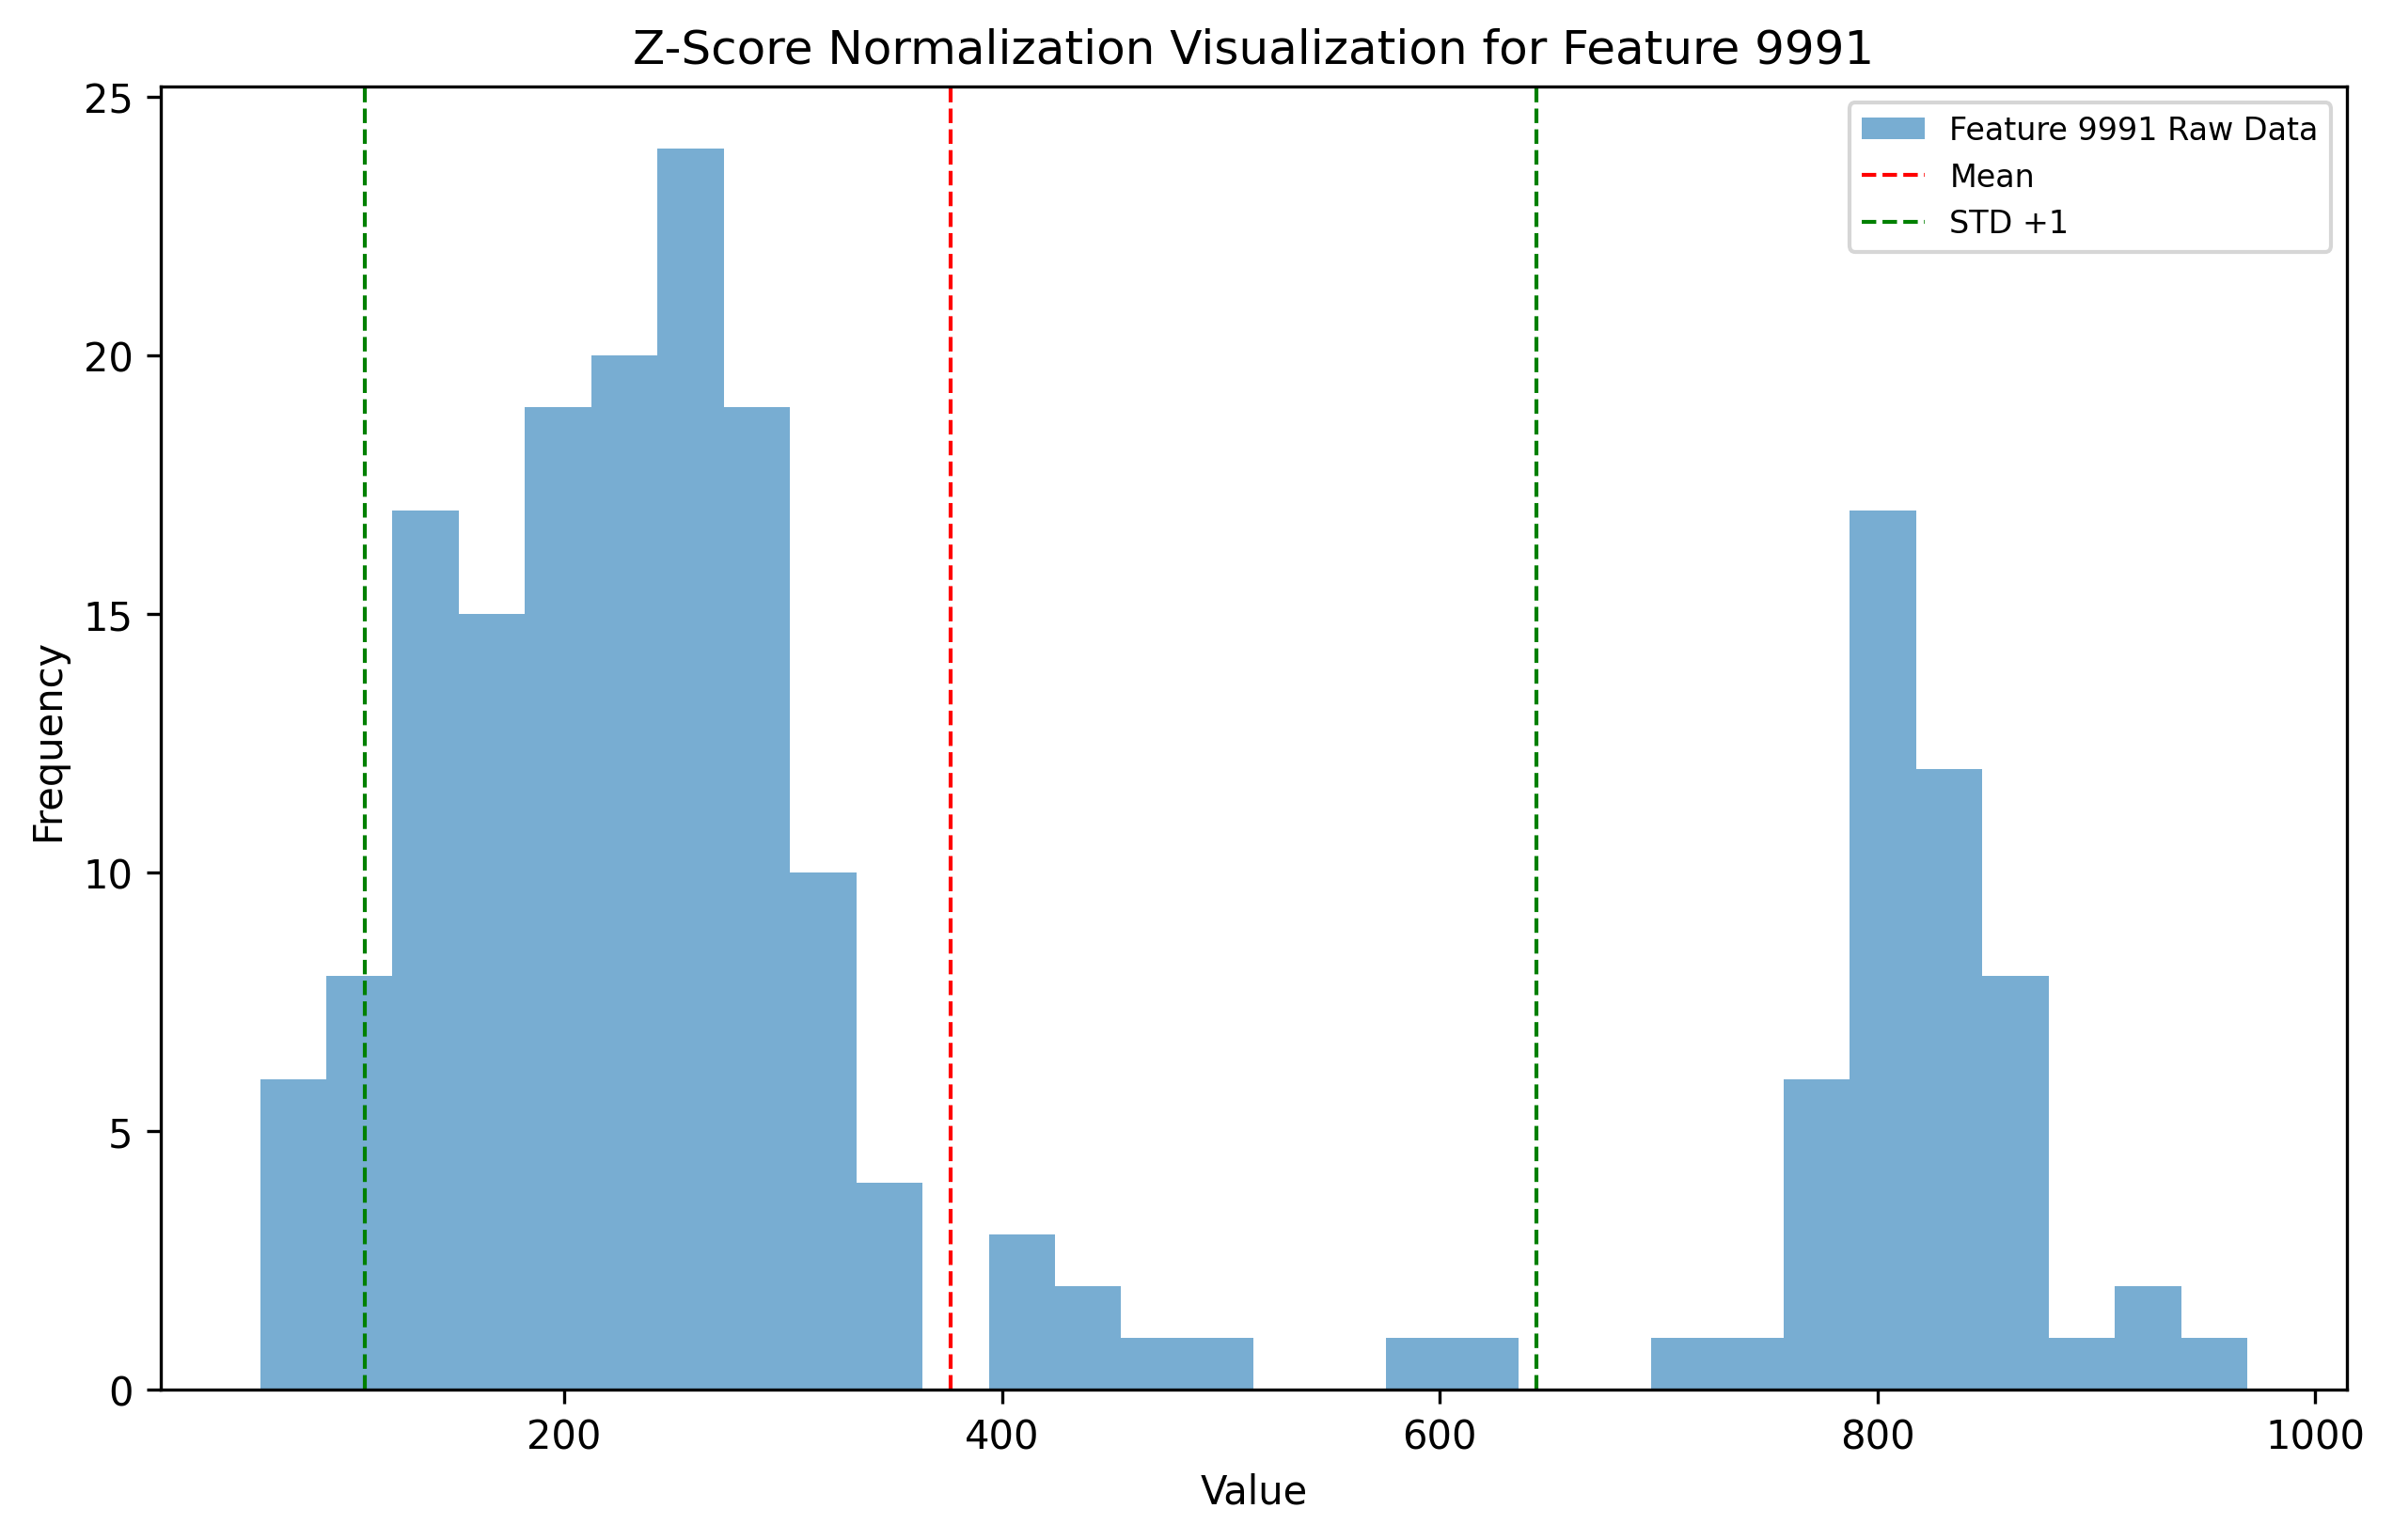 Z-Score Normalization Visualization for Feature 9991
25
20
15
10
5
0
Frequency
Feature 9991 Raw Data
Mean
STD +1
200 400 600 800 1000
Value